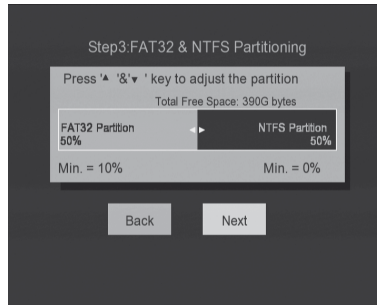 Step3:FAT32 & NTFS Partitioning
Press '▲ '&'▼ ' key to adjust the partition
Total Free Space: 390G bytes
FAT32 Partition NTFS Partition
50% 50%
Min. = 10% Min. = 0%
Back Next